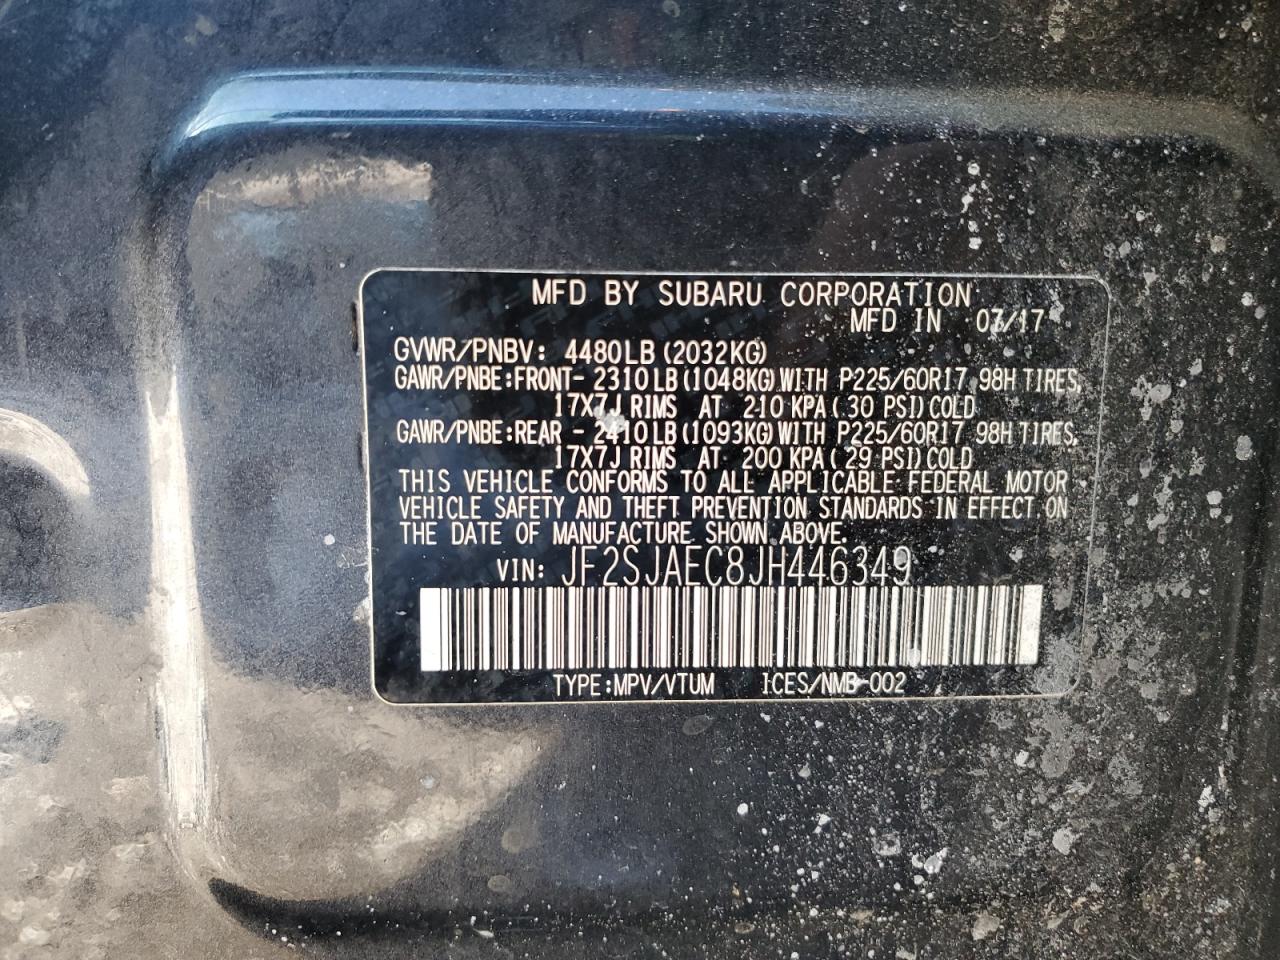 MFD BY SUBARU CORPORATION
MFD IN 07/17
GVWR/PNBV: 4480LB(2032KG)
GAWR/PNBE:FRONT- 2310LB(1048KG)WITH P225/60R17 98H TIRES,
17X7J RIMS AT 210 KPA(30 PSI)COLD
GAWR/PNBE:REAR - 2410LB(1093KG)WITH P225/60R17 98H TIRES,
17X7J RIMS AT 200 KPA(29 PSI)COLD
THIS VEHICLE CONFORMS TO ALL APPLICABLE FEDERAL MOTOR
VEHICLE SAFETY AND THEFT PREVENTION STANDARDS IN EFFECT ON
THE DATE OF MANUFACTURE SHOWN ABOVE.
VIN: JF2SJAEC8JH446349
TYPE:MPV/VTUM ICES/NMB-002